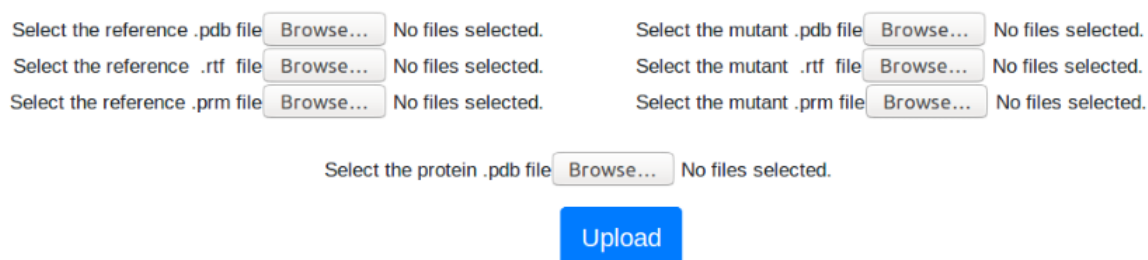 Select the reference .pdb file Browse... No files selected. Select the mutant .pdb file Browse... No files selected.
Select the reference .rtf file Browse... No files selected. Select the mutant .rtf file Browse... No files selected.
Select the reference .prm file Browse... No files selected. Select the mutant .prm file Browse... No files selected.
Select the protein .pdb file Browse... No files selected.
Upload